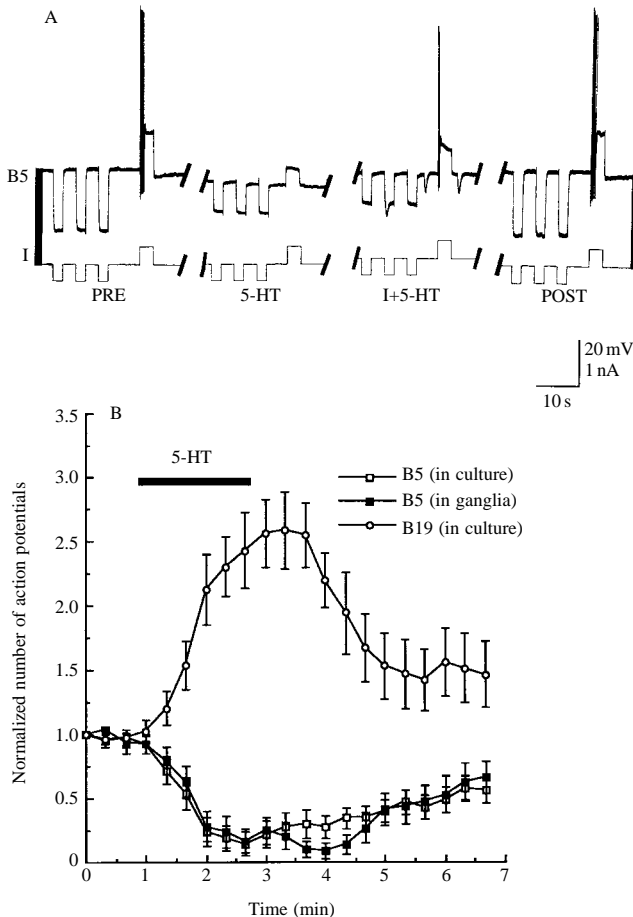 A
B5
I
PRE 5-HT I+5-HT POST
20 mV
1 nA
10 s
B
5-HT
B5 (in culture)
B5 (in ganglia)
B19 (in culture)
Normalized number of action potentials
3.5
3.0
2.5
2.0
1.5
1.0
0.5
0
0 1 2 3 4 5 6 7
Time (min)